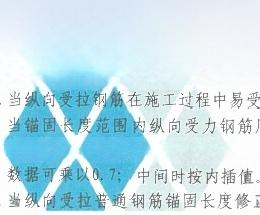 当纵向受拉钢筋在施工过程中易受
当锚固长度范围内纵向受力钢筋
数据可乘以0.7；中间时按内插值。
当纵向受拉普通钢筋锚固长度修正